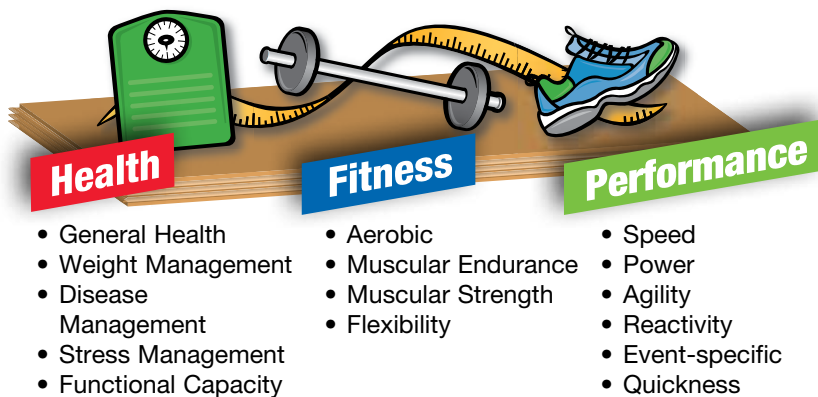 Health
• General Health
• Weight Management
• Disease
Management
• Stress Management
• Functional Capacity
Fitness
• Aerobic
• Muscular Endurance
• Muscular Strength
• Flexibility
Performance
• Speed
• Power
• Agility
• Reactivity
• Event-specific
• Quickness